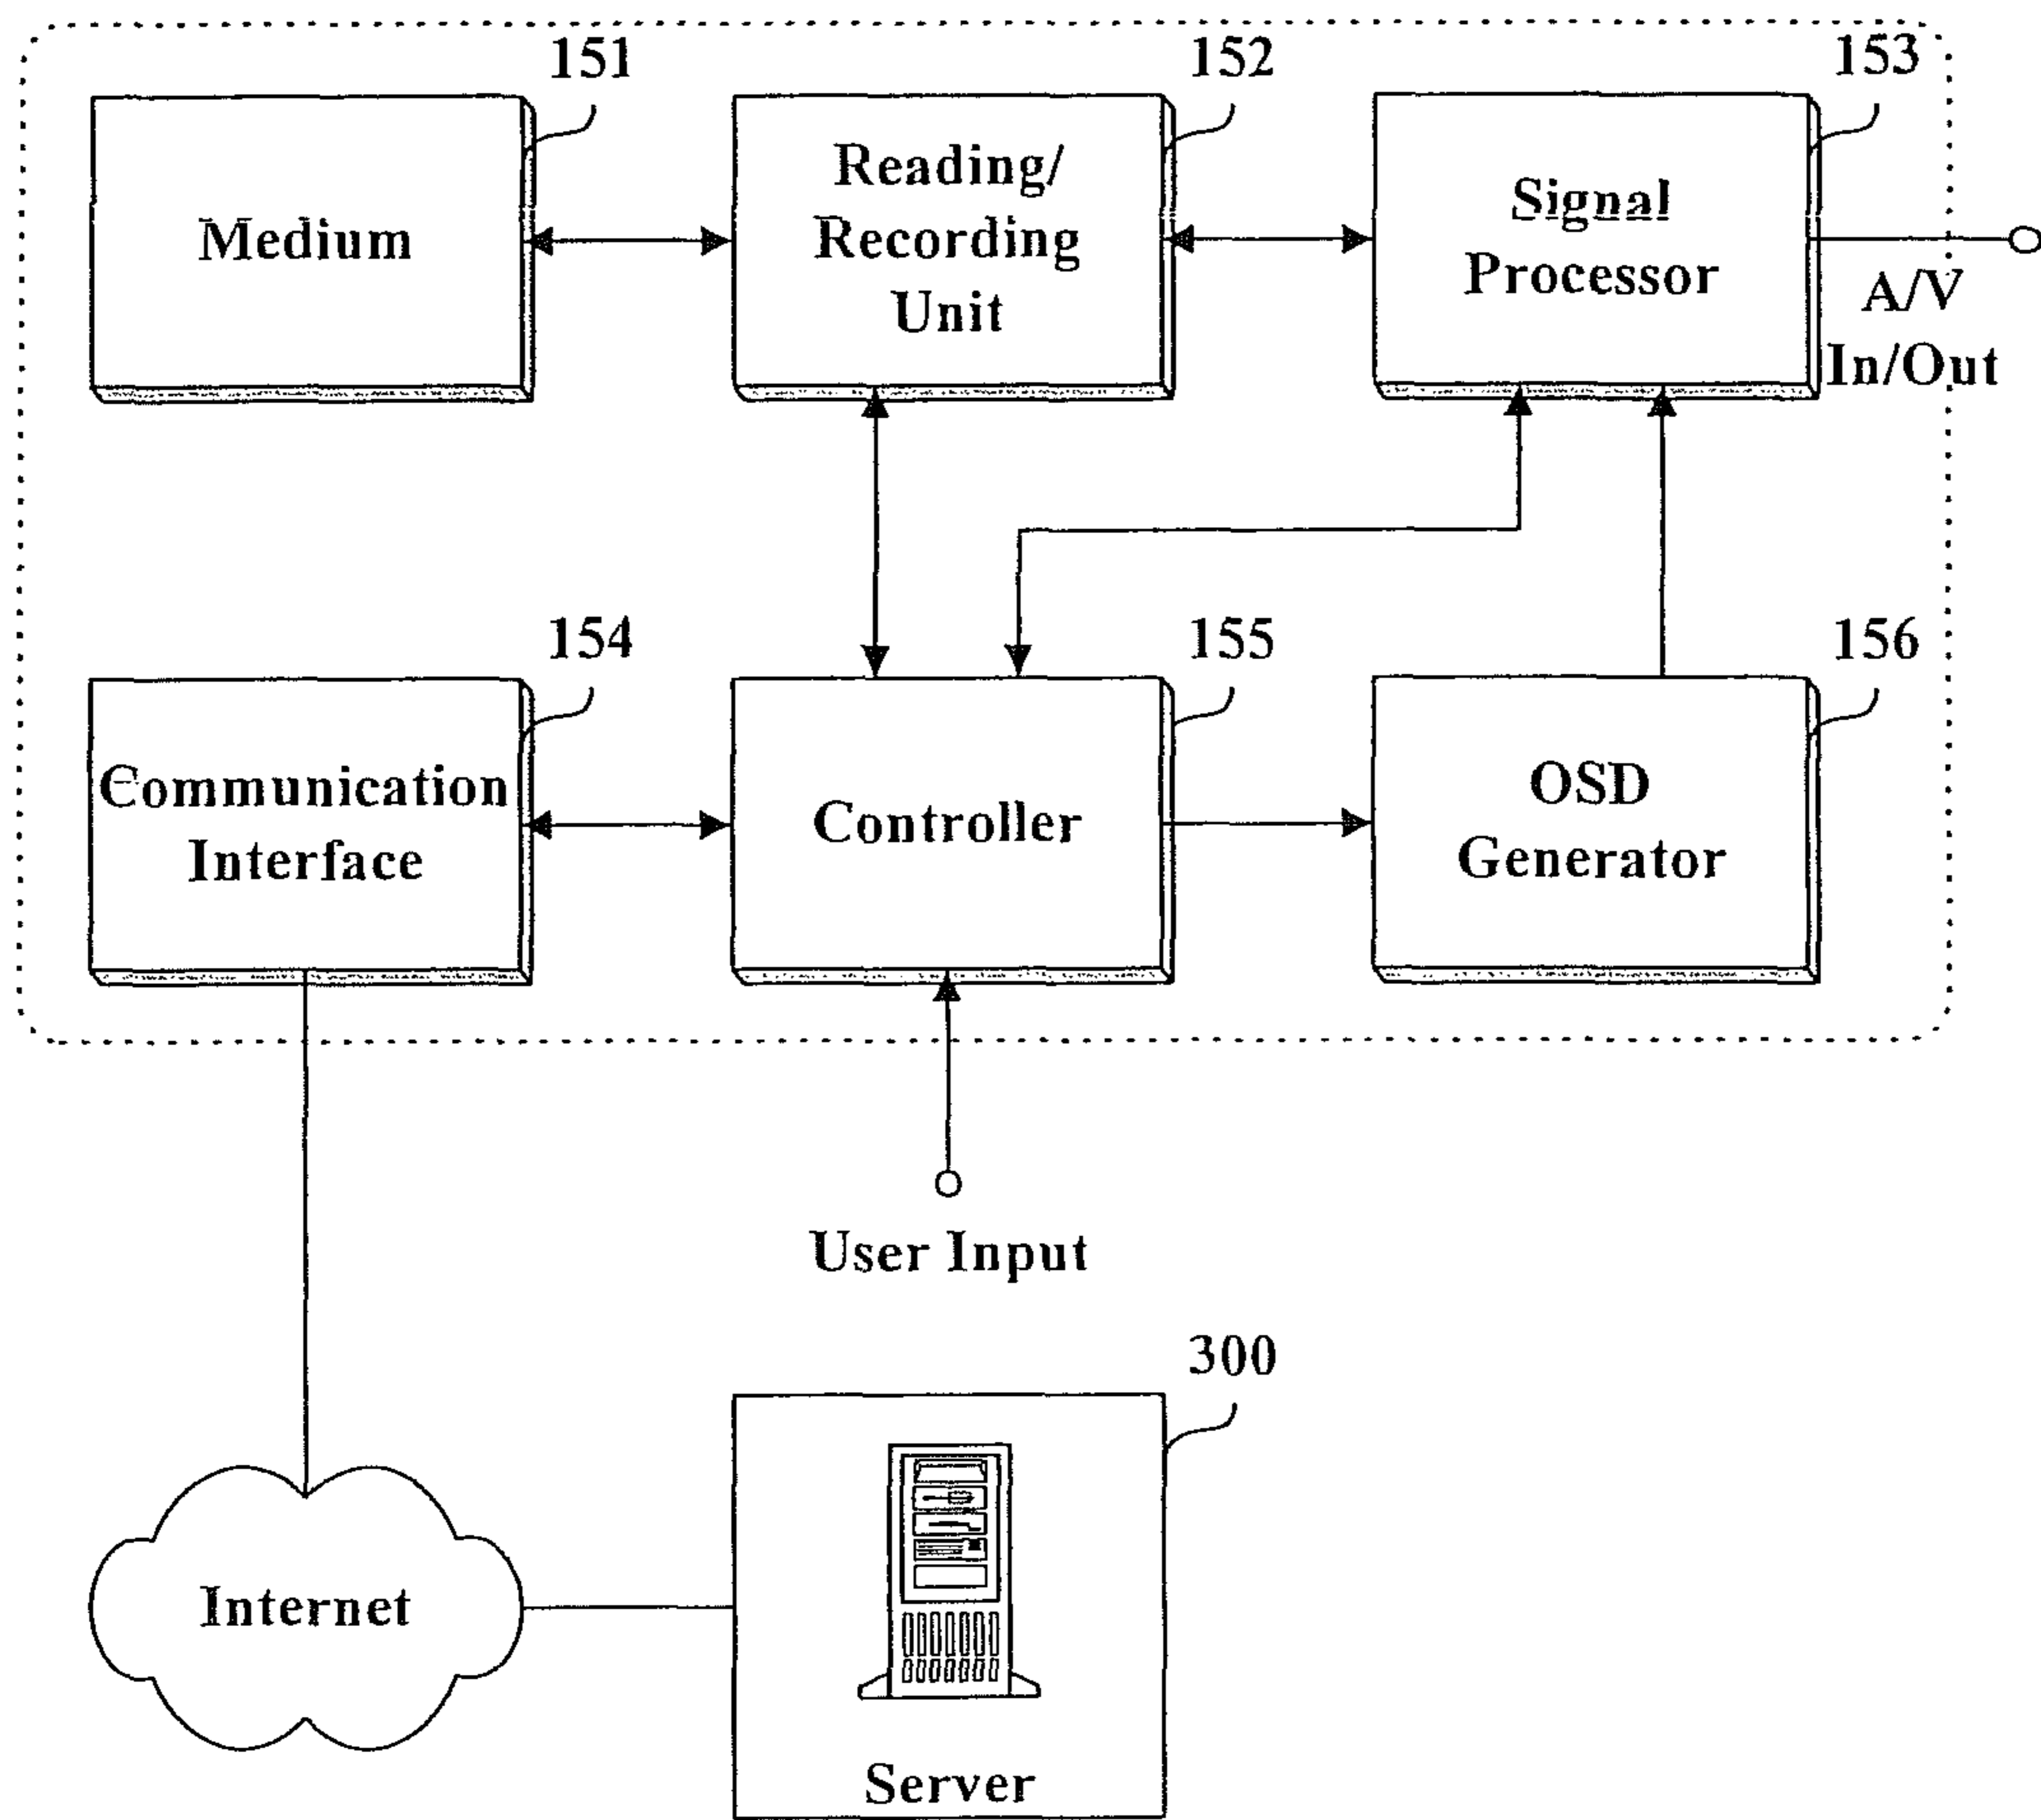 151
152
153
Medium
Reading/
Recording
Unit
Signal
Processor
A/V
In/Out
154
155
156
Communication
Interface
Controller
OSD
Generator
User Input
300
Internet
Server